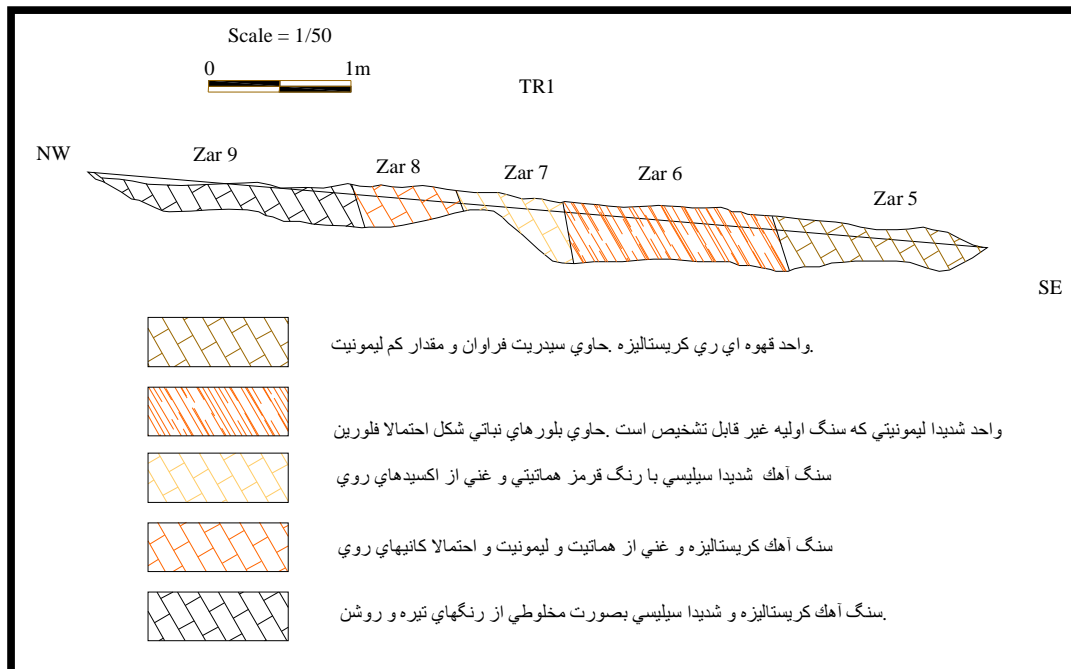 Scale = 1/50
0 1m
TR1
NW Zar 9 Zar 8 Zar 7 Zar 6 Zar 5
SE
واحد قهوه اي ري كريستاليزه .حاوي سيدريت فراوان و مقدار كم ليمونيت.
واحد شديدا ليمونيتي كه سنگ اوليه غير قابل تشخيص است .حاوي بلورهاي نباتي شكل احتمالا فلورين
سنگ آهك شديدا سيليسي با رنگ قرمز هماتيتي و غني از اكسيدهاي روي
سنگ آهك كريستاليزه و غني از هماتيت و ليمونيت و احتمالا كانيهاي روي
سنگ آهك كريستاليزه و شديدا سيليسي بصورت مخلوطي از رنگهاي تيره و روشن.